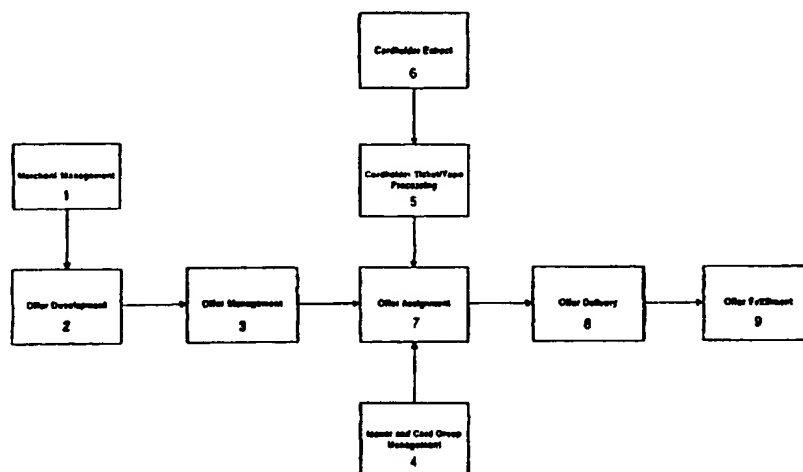 Cardholder Extract
6
Merchant Management
1
Cardholder Ticket/Tape
Processing
5
Offer Development
2
Offer Management
3
Offer Assignment
7
Offer Delivery
8
Offer Fulfillment
9
Issuer and Card Group
Management
4